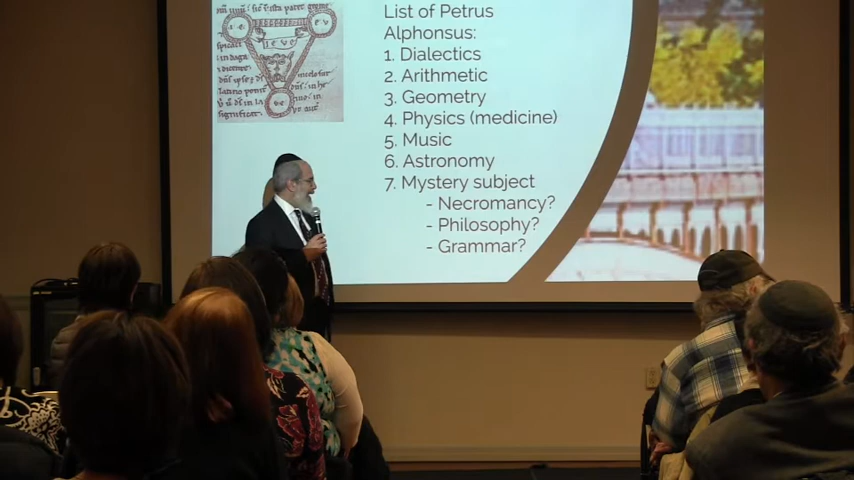 List of Petrus
Alphonsus:
1. Dialectics
2. Arithmetic
3. Geometry
4. Physics (medicine)
5. Music
6. Astronomy
7. Mystery subject
- Necromancy?
- Philosophy?
- Grammar?